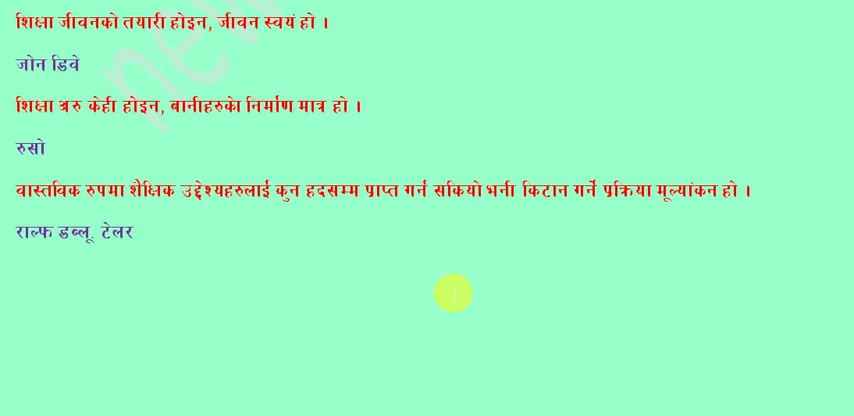 शिक्षा जीवनको तयारी होइन, जीवन स्वयं हो ।
जोन डिवे
शिक्षा अरु केही होइन, बानीहरुको निर्माण मात्र हो ।
रुसो
वास्तविक रुपमा शैक्षिक उद्देश्यहरुलाई कुन हदसम्म प्राप्त गर्न सकियो भनी किटान गर्ने प्रक्रिया मूल्यांकन हो ।
राल्फ डब्लू. टेलर